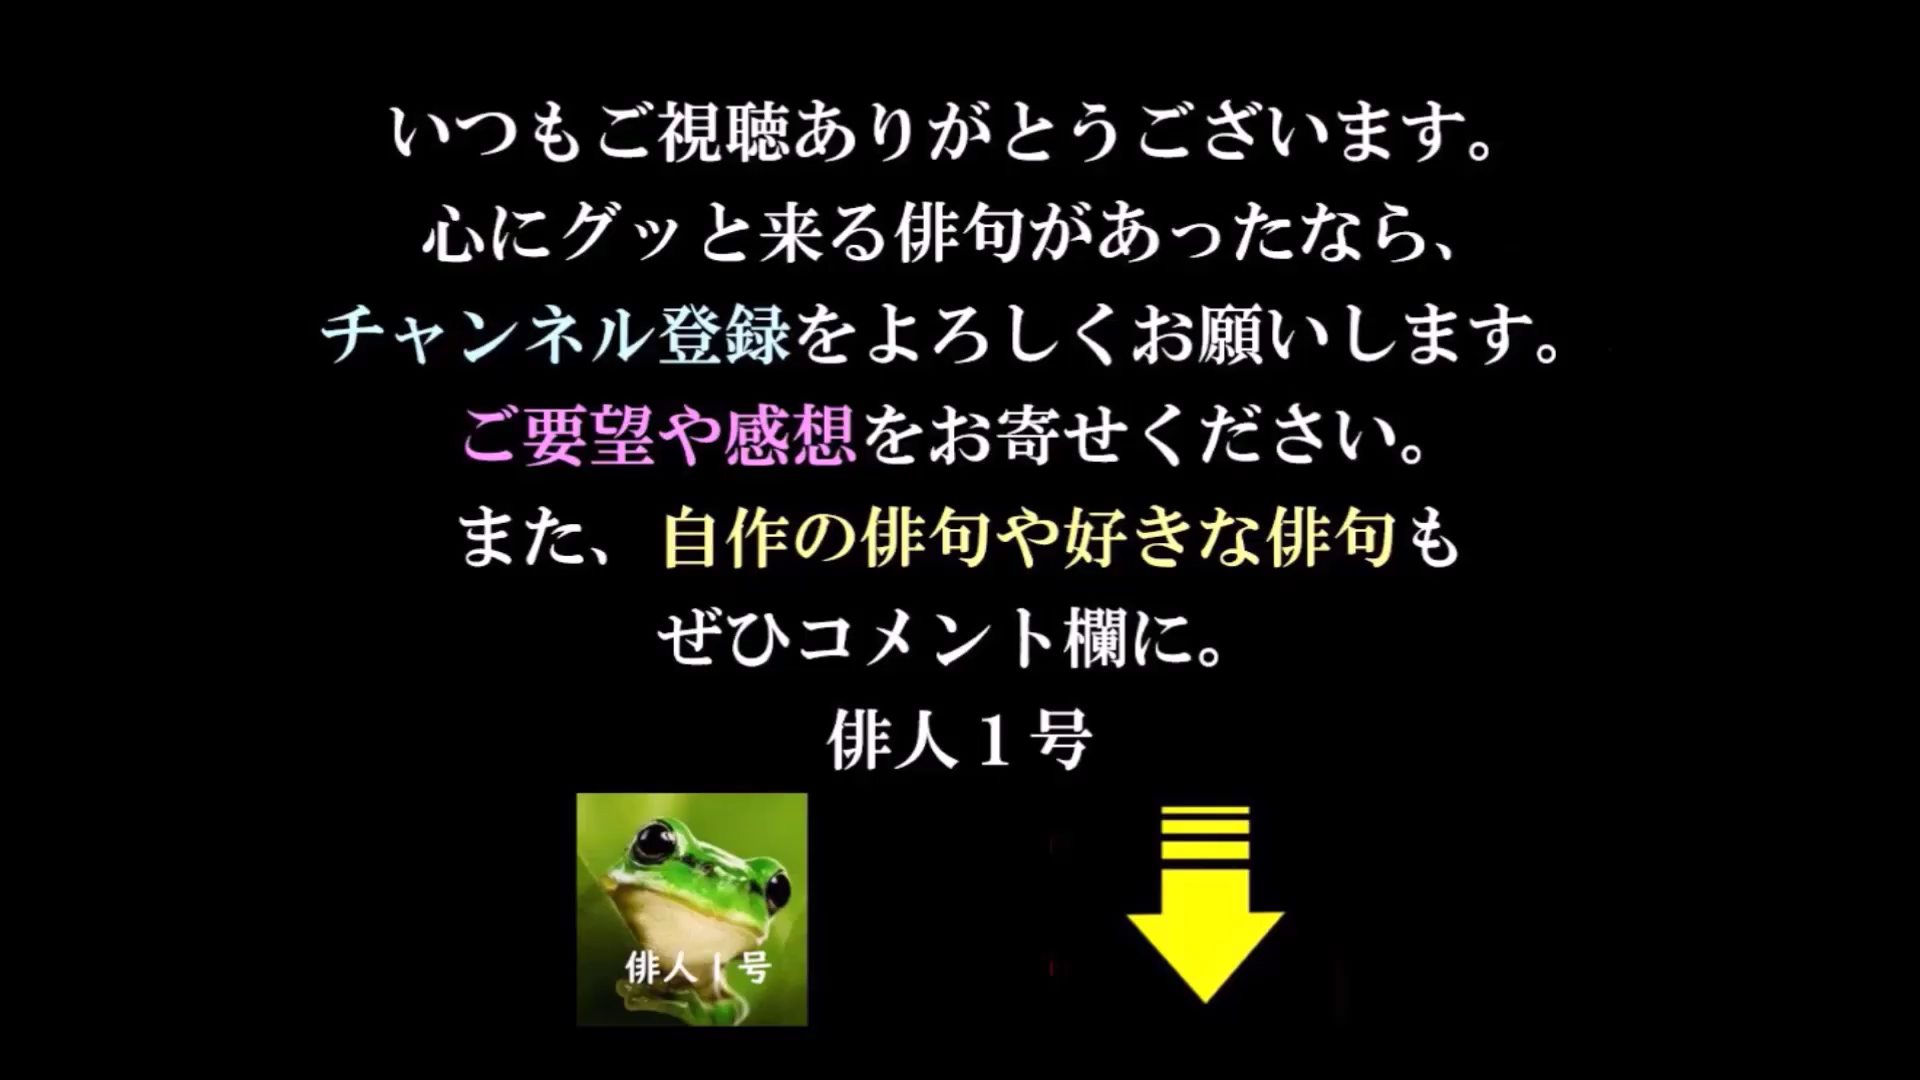 いつもご視聴ありがとうございます。
心にグッと来る俳句があったなら、
チャンネル登録をよろしくお願いします。
ご要望や感想をお寄せください。
また、自作の俳句や好きな俳句も
ぜひコメント欄に。
俳人１号
俳人１号